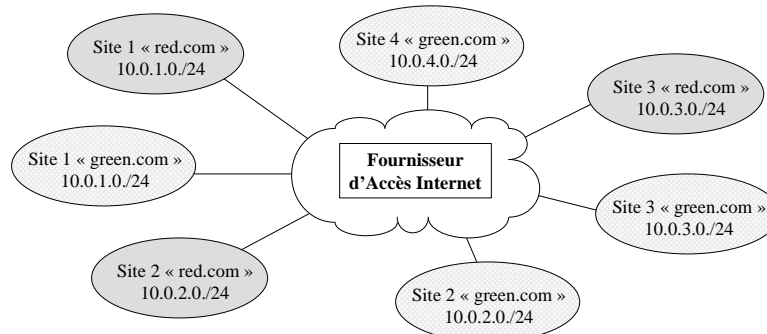 Site 1 « red.com »
10.0.1.0./24
Site 4 « green.com »
10.0.4.0./24
Site 3 « red.com »
10.0.3.0./24
Site 1 « green.com »
10.0.1.0./24
Fournisseur
d'Accès Internet
Site 3 « green.com »
10.0.3.0./24
Site 2 « red.com »
10.0.2.0./24
Site 2 « green.com »
10.0.2.0./24